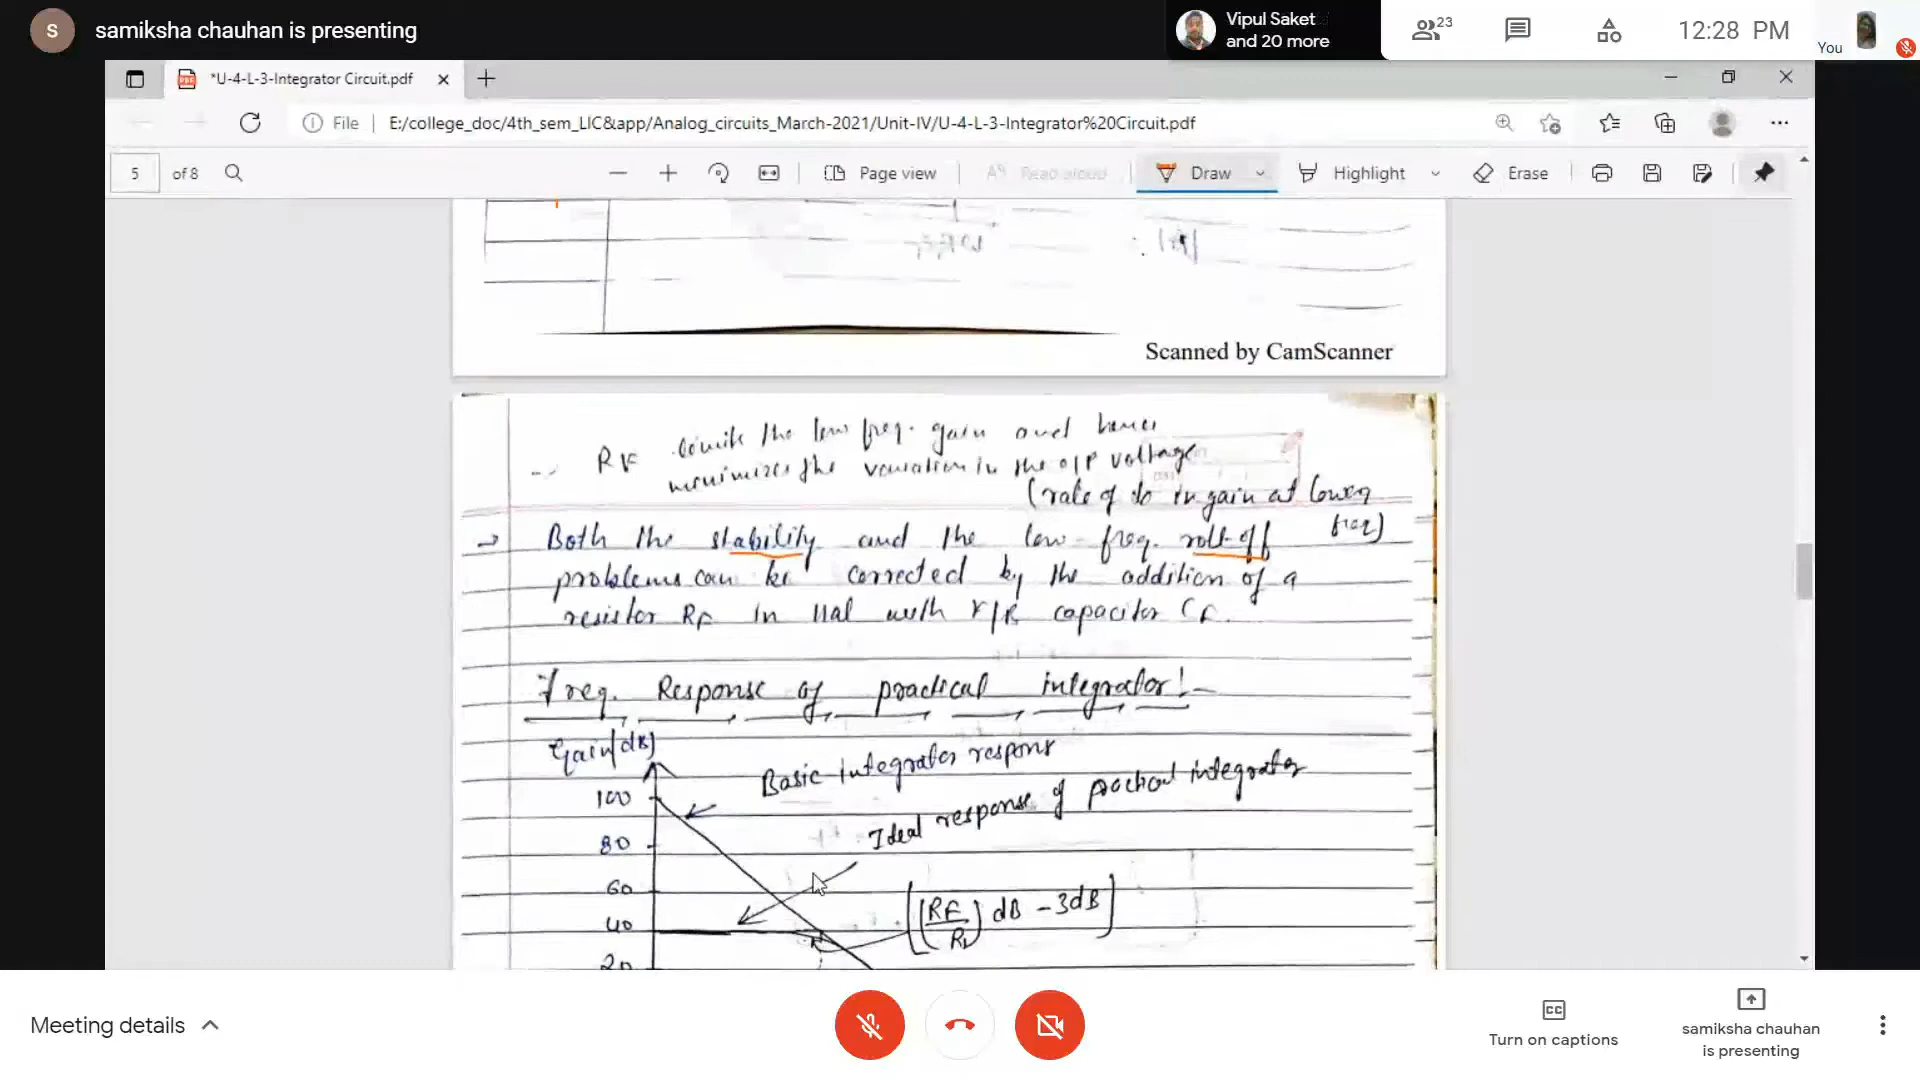 S
samiksha chauhan is presenting
Vipul Saket
and 20 more
23
12:28 PM
You
*U-4-L-3-Integrator Circuit.pdf
File
E:/college_doc/4th_sem_LIC&app/Analog_circuits_March-2021/Unit-IV/U-4-L-3-Integrator%20Circuit.pdf
5 of 8
Page view
Read aloud
Draw
Highlight
Erase
Scanned by CamScanner
RF limits the low freq. gain and hence
minimizes the variation in the o/p voltage
(rate of in gain at lower
freq)
→ Both the stability and the low freq. roll-off
problems can be corrected by the addition of a
resistor RF in llal with capacitor CF.
Freq. Response of practical integrator!-
Gain(dB)
Basic integrator respons
Ideal response of practical integrator
100
80
60
40
20
[(RF/R1) dB - 3dB]
Meeting details
CC
Turn on captions
samiksha chauhan
is presenting